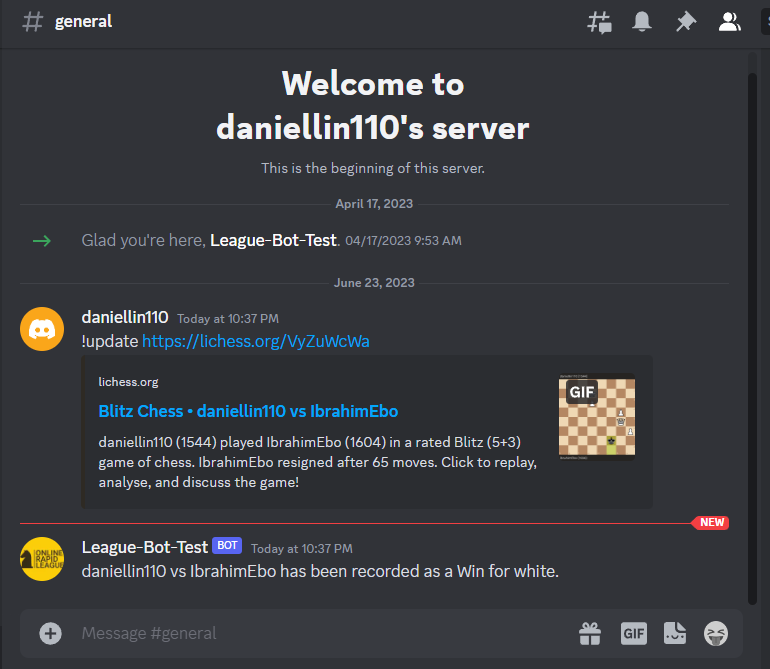 general
Welcome to
daniellin110's server
This is the beginning of this server.
April 17, 2023
Glad you're here, League-Bot-Test. 04/17/2023 9:53 AM
June 23, 2023
daniellin110 Today at 10:37 PM
!update https://lichess.org/VyZuWcWa
lichess.org
GIF
Blitz Chess • daniellin110 vs IbrahimEbo
daniellin110 (1544) played IbrahimEbo (1604) in a rated Blitz (5+3)
game of chess. IbrahimEbo resigned after 65 moves. Click to replay,
analyse, and discuss the game!
NEW
ONLINE
RAPID
LEAGUE
League-Bot-Test BOT Today at 10:37 PM
daniellin110 vs IbrahimEbo has been recorded as a Win for white.
Message #general
GIF